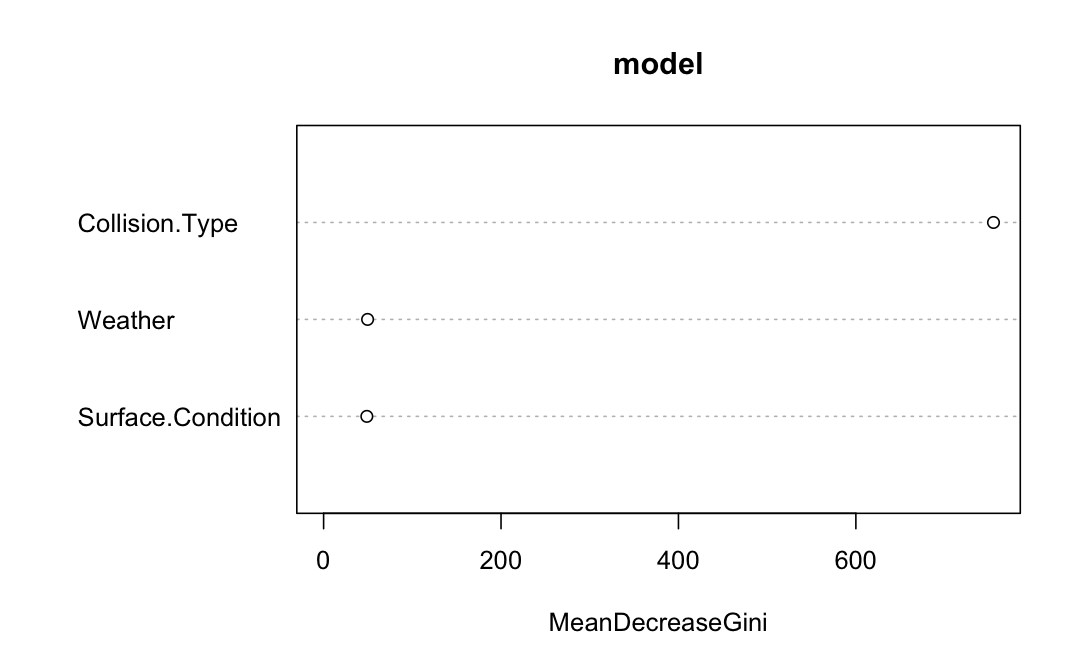 model
Collision.Type
Weather
Surface.Condition
0 200 400 600
MeanDecreaseGini